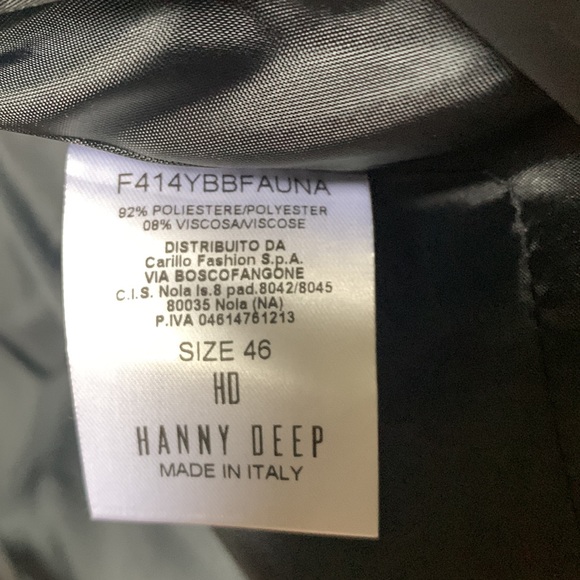 F414YBBFAUNA
92% POLIESTERE/POLYESTER
08% VISCOSA/VISCOSE
DISTRIBUITO DA
Carillo Fashion S.p.A.
VIA BOSCOFANGONE
C.I.S. Nola Is.8 pad.8042/8045
80035 Nola (NA)
P.IVA 04614761213
SIZE 46
HD
HANNY DEEP
MADE IN ITALY